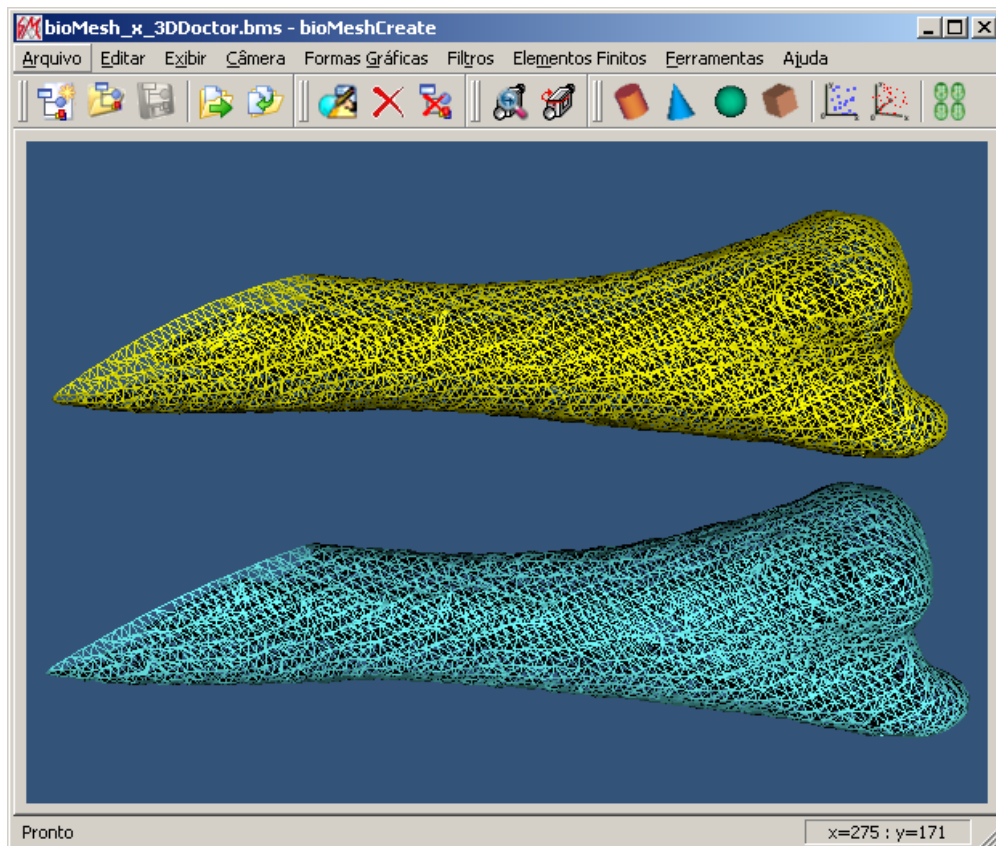 bioMesh_x_3DDoctor.bms - bioMeshCreate
Arquivo Editar Exibir Câmera Formas Gráficas Filtros Elementos Finitos Ferramentas Ajuda
Pronto x=275 : y=171